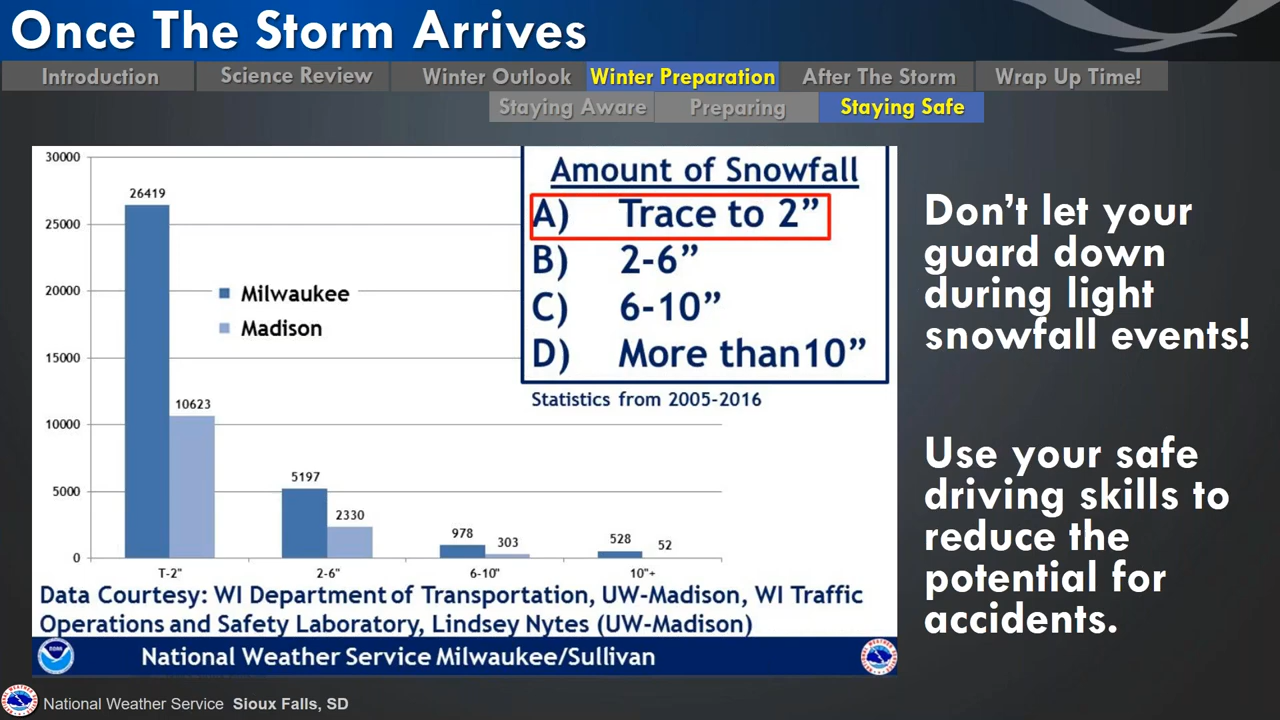 Once The Storm Arrives
Introduction
Science Review
Winter Outlook
Winter Preparation
After The Storm
Wrap Up Time!
Staying Aware
Preparing
Staying Safe
30000
25000
20000
15000
10000
5000
0
26419
10623
5197
2330
978
303
528
52
T-2"
2-6"
6-10"
10"+
Milwaukee
Madison
Amount of Snowfall
A) Trace to 2”
B) 2-6”
C) 6-10”
D) More than10”
Statistics from 2005-2016
Data Courtesy: WI Department of Transportation, UW-Madison, WI Traffic
Operations and Safety Laboratory, Lindsey Nytes (UW-Madison)
National Weather Service Milwaukee/Sullivan
Don’t let your
guard down
during light
snowfall events!
Use your safe
driving skills to
reduce the
potential for
accidents.
National Weather Service Sioux Falls, SD